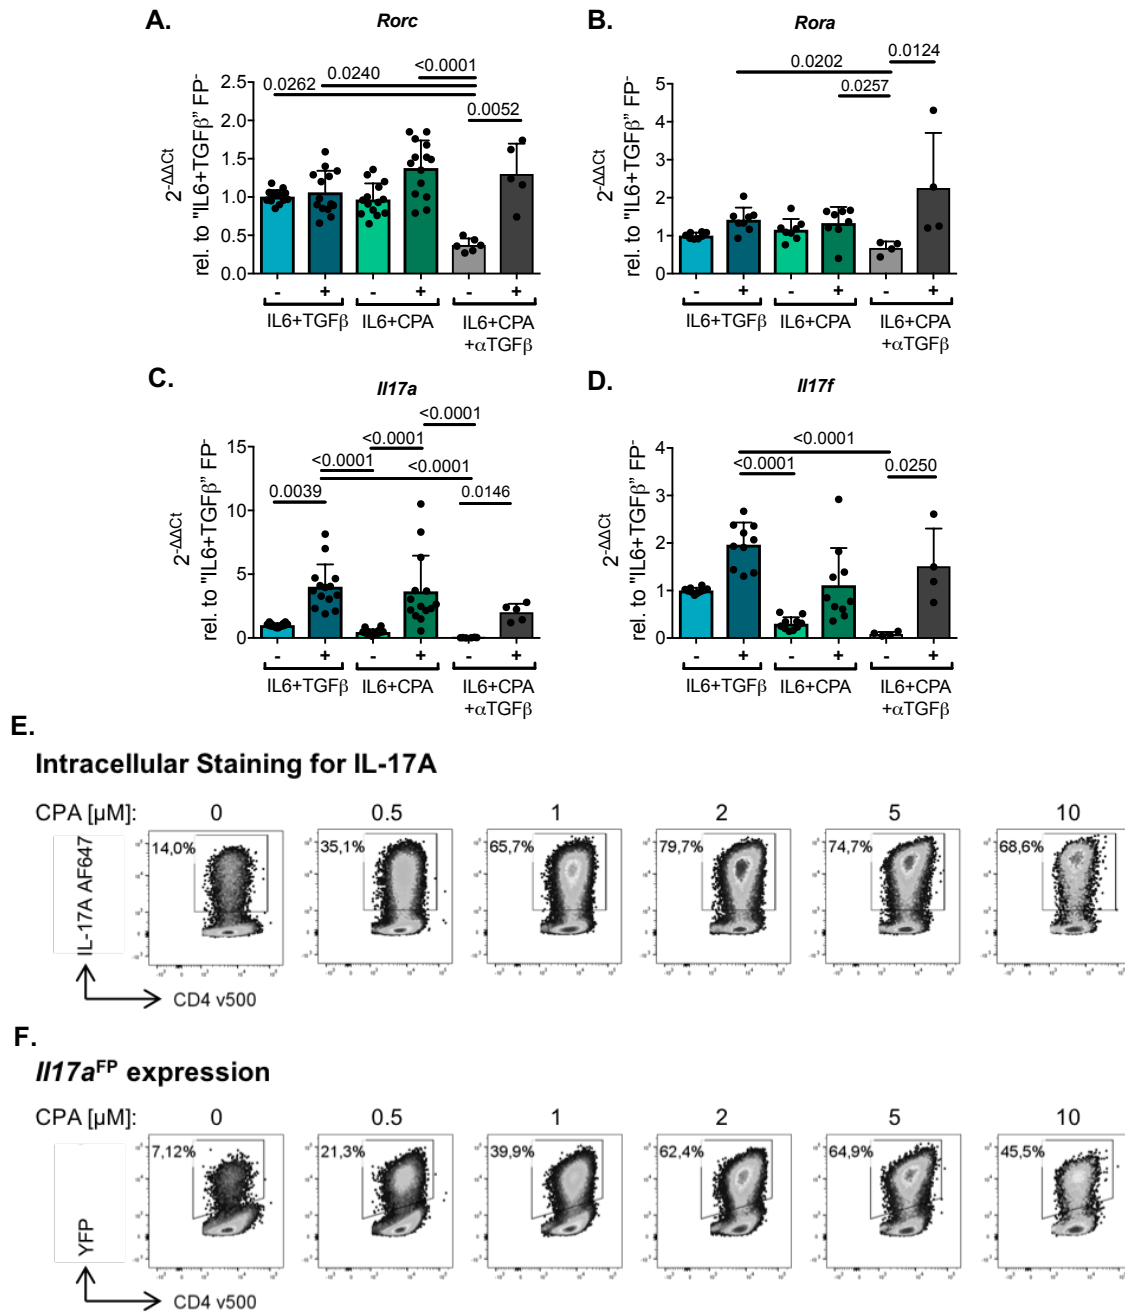 A.
Rorc
<0.0001
0.0240
0.0262
0.0052
2-ΔΔCt
rel. to "IL6+TGFβ" FP-
2.5
2.0
1.5
1.0
0.5
0.0
- + - + - +
IL6+TGFβ IL6+CPA IL6+CPA
+αTGFβ
B.
Rora
0.0124
0.0202
0.0257
2-ΔΔCt
rel. to "IL6+TGFβ" FP-
5
4
3
2
1
0
- + - + - +
IL6+TGFβ IL6+CPA IL6+CPA
+αTGFβ
C.
Il17a
<0.0001
<0.0001
<0.0001 <0.0001
0.0039 0.0146
2-ΔΔCt
rel. to "IL6+TGFβ" FP-
15
10
5
0
- + - + - +
IL6+TGFβ IL6+CPA IL6+CPA
+αTGFβ
D.
Il17f
<0.0001
<0.0001 0.0250
2-ΔΔCt
rel. to "IL6+TGFβ" FP-
4
3
2
1
0
- + - + - +
IL6+TGFβ IL6+CPA IL6+CPA
+αTGFβ
E.
Intracellular Staining for IL-17A
CPA [µM]: 0 0.5 1 2 5 10
14,0% 35,1% 65,7% 79,7% 74,7% 68,6%
IL-17A AF647
CD4 v500
F.
Il17aFP expression
CPA [µM]: 0 0.5 1 2 5 10
7,12% 21,3% 39,9% 62,4% 64,9% 45,5%
YFP
CD4 v500